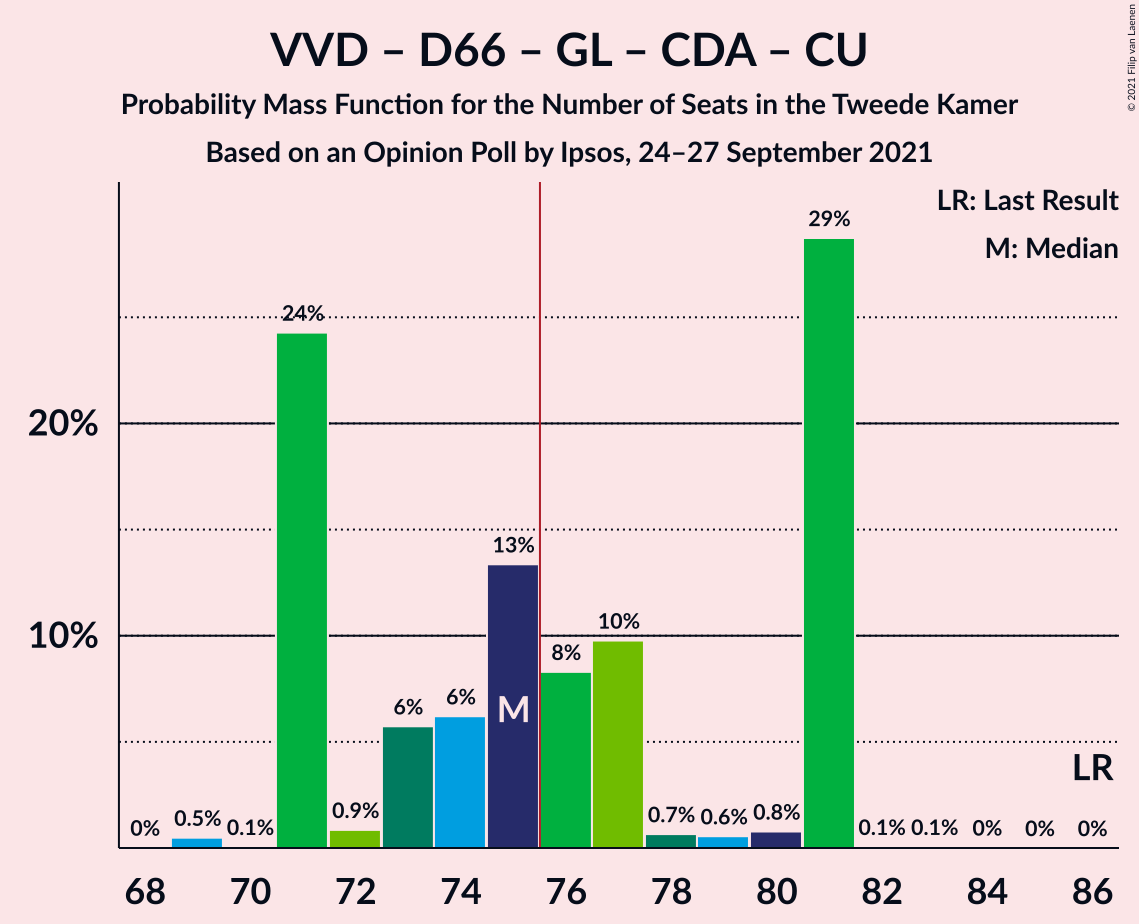 VVD – D66 – GL – CDA – CU
Probability Mass Function for the Number of Seats in the Tweede Kamer
Based on an Opinion Poll by Ipsos, 24–27 September 2021
© 2021 Filip van Laenen
LR: Last Result
M: Median
29%
24%
20%
13%
10%
10%
8%
6%
6%
M
LR
0%
0.5%
0.1%
0.9%
0.7%
0.6%
0.8%
0.1%
0.1%
0%
0%
0%
68 70 72 74 76 78 80 82 84 86